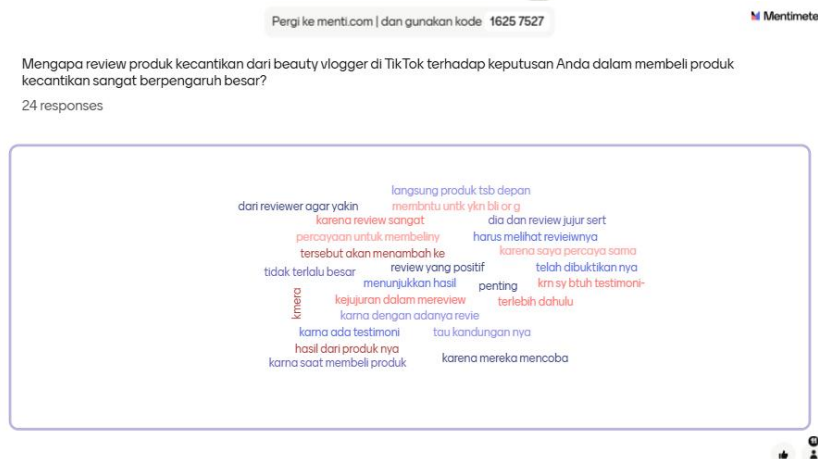 Pergi ke menti.com | dan gunakan kode 1625 7527
Mentimete
Mengapa review produk kecantikan dari beauty vlogger di TikTok terhadap keputusan Anda dalam membeli produk
kecantikan sangat berpengaruh besar?
24 responses
langsung produk tsb depan
dari reviewer agar yakin
membntu untk ykn bli or g
karena review sangat
dia dan review jujur sert
percayaan untuk membeliny
harus melihat revieiwnya
tersebut akan menambah ke
karena saya percaya sama
tidak terlalu besar
review yang positif
telah dibuktikan nya
menunjukkan hasil
penting
krn sy btuh testimoni-
kmera
kejujuran dalam mereview
terlebih dahulu
karna dengan adanya revie
karna ada testimoni
tau kandungan nya
hasil dari produk nya
karna saat membeli produk
karena mereka mencoba